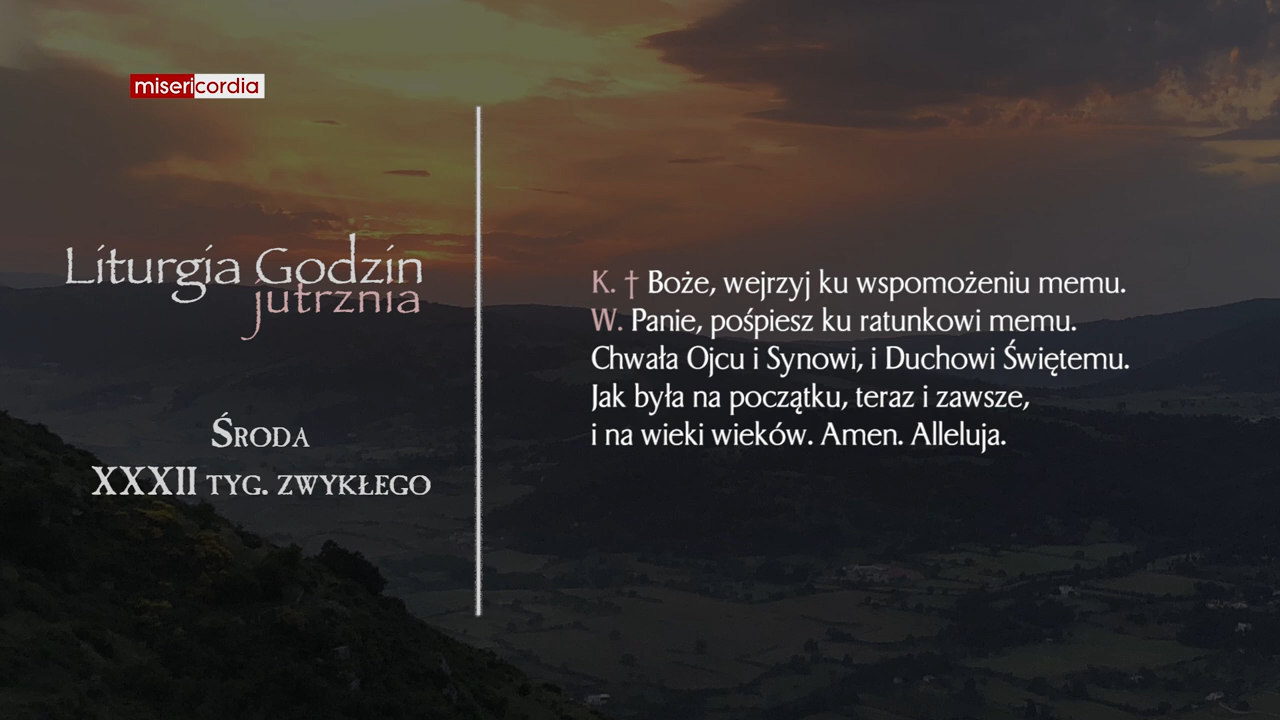 misericordia
Liturgia Godzin
jutrznia
Środa
XXXII tyg. zwykłego
K. † Boże, wejrzyj ku wspomożeniu memu.
W. Panie, pośpiesz ku ratunkowi memu.
Chwała Ojcu i Synowi, i Duchowi Świętemu.
Jak była na początku, teraz i zawsze,
i na wieki wieków. Amen. Alleluja.